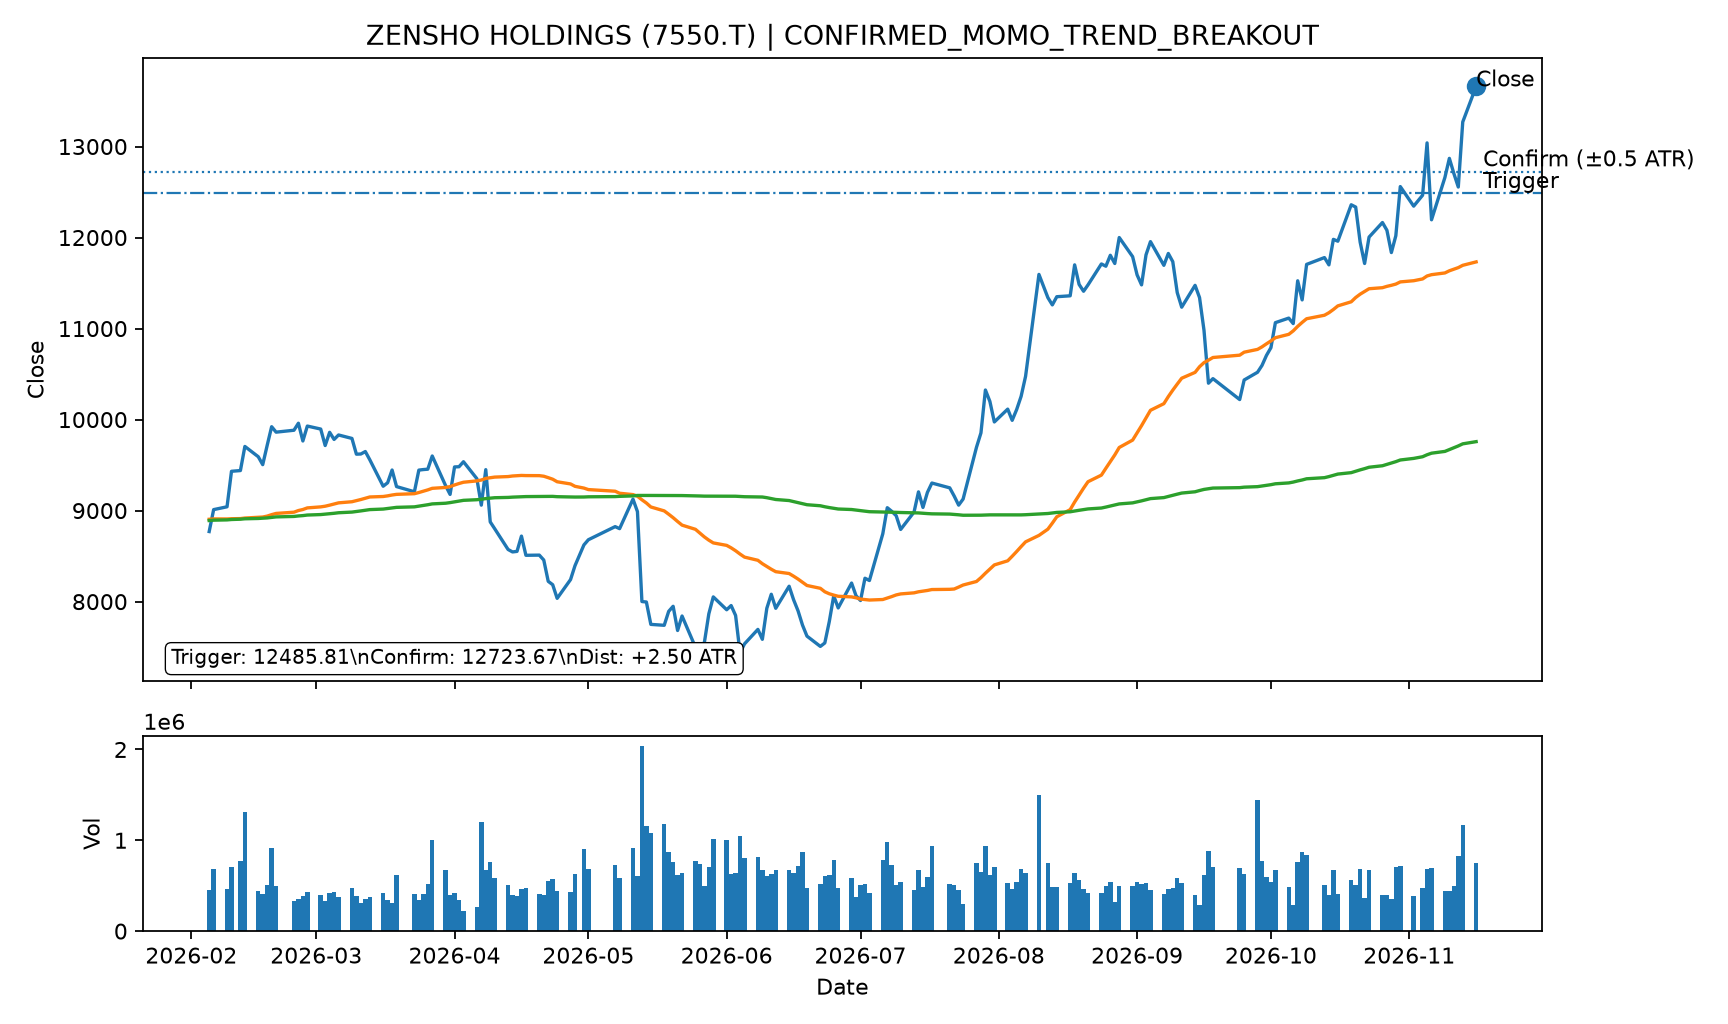 ZENSHO HOLDINGS (7550.T) | CONFIRMED_MOMO_TREND_BREAKOUT
Close
13000
12000
11000
10000
9000
8000
Close
Confirm (±0.5 ATR)
Trigger
Trigger: 12485.81\nConfirm: 12723.67\nDist: +2.50 ATR
1e6
Vol
2
1
0
2026-02 2026-03 2026-04 2026-05 2026-06 2026-07 2026-08 2026-09 2026-10 2026-11
Date